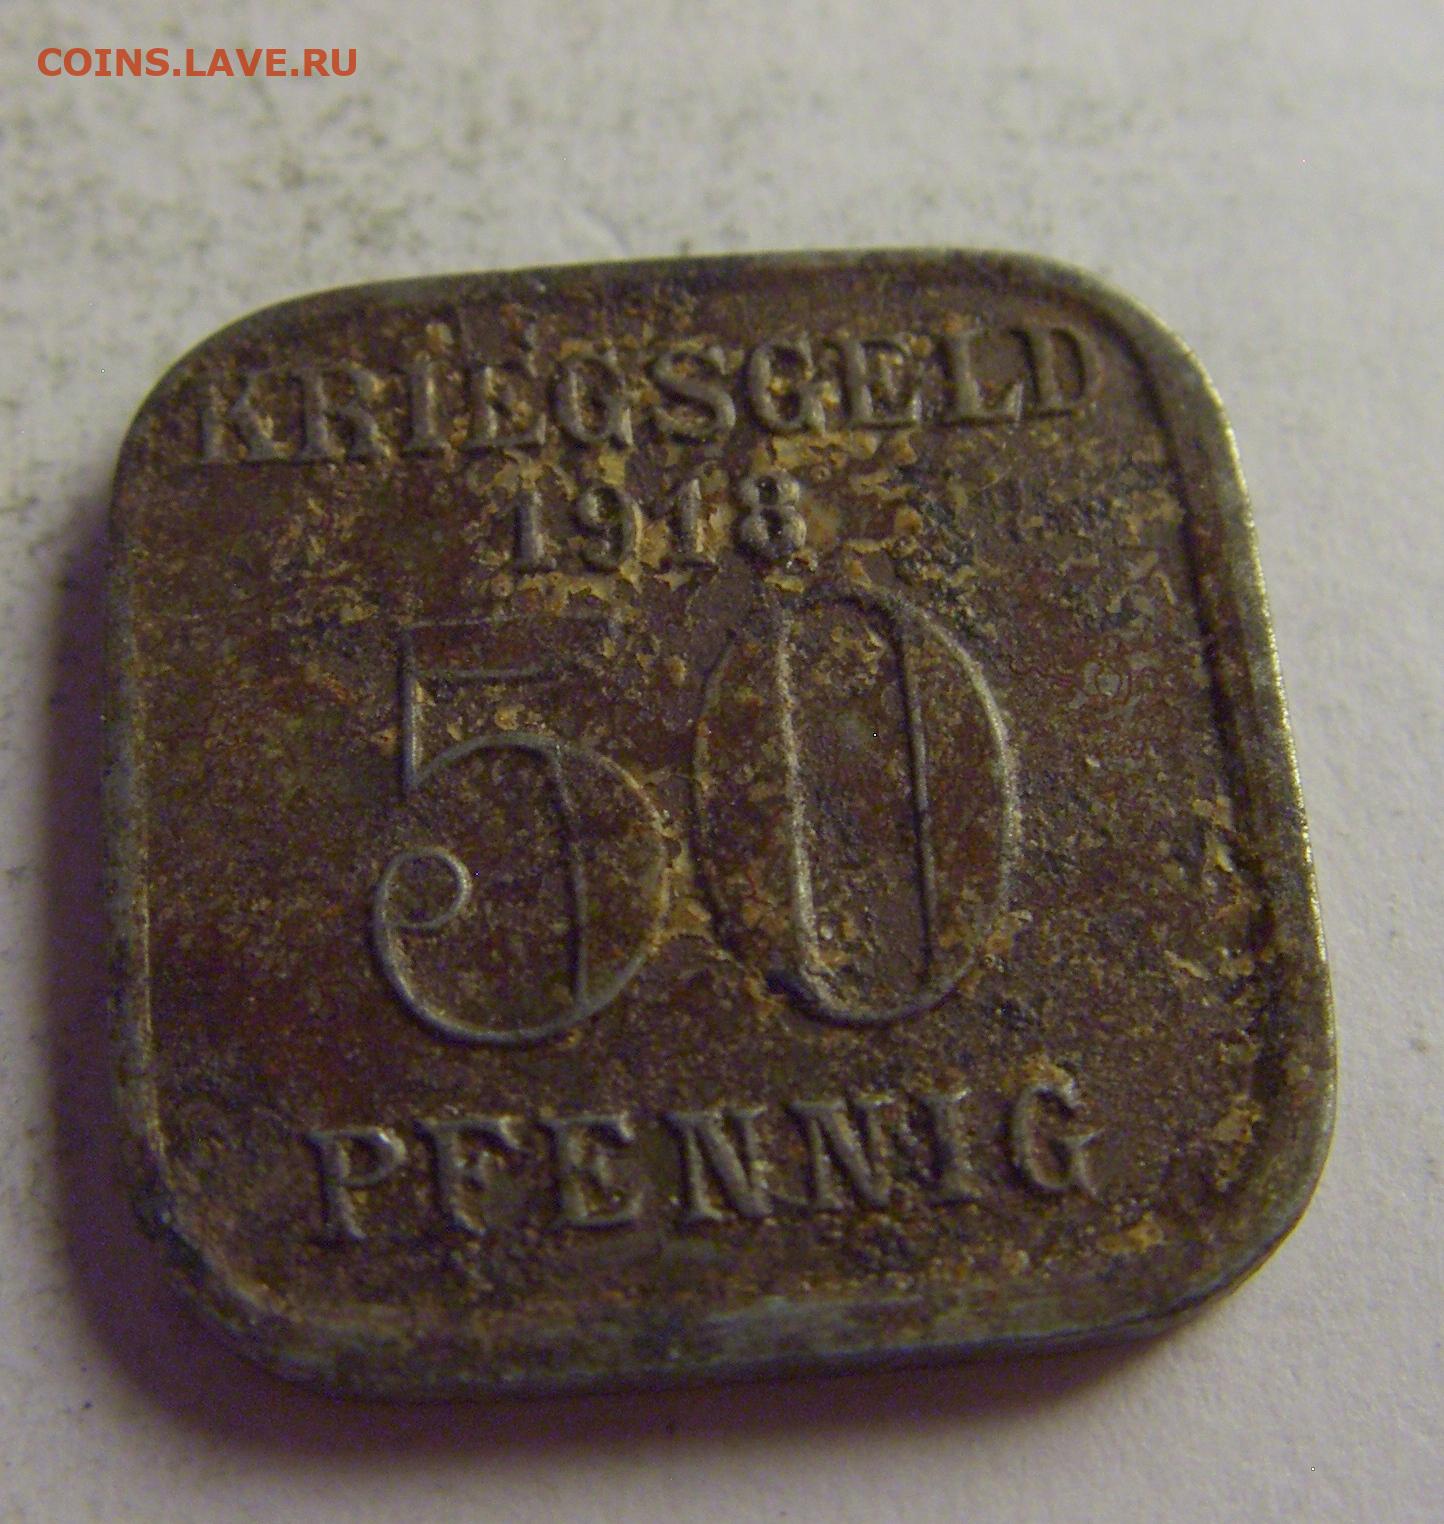 COINS.LAVE.RU
KRIEGSGELD
1918
50
PFENNIG